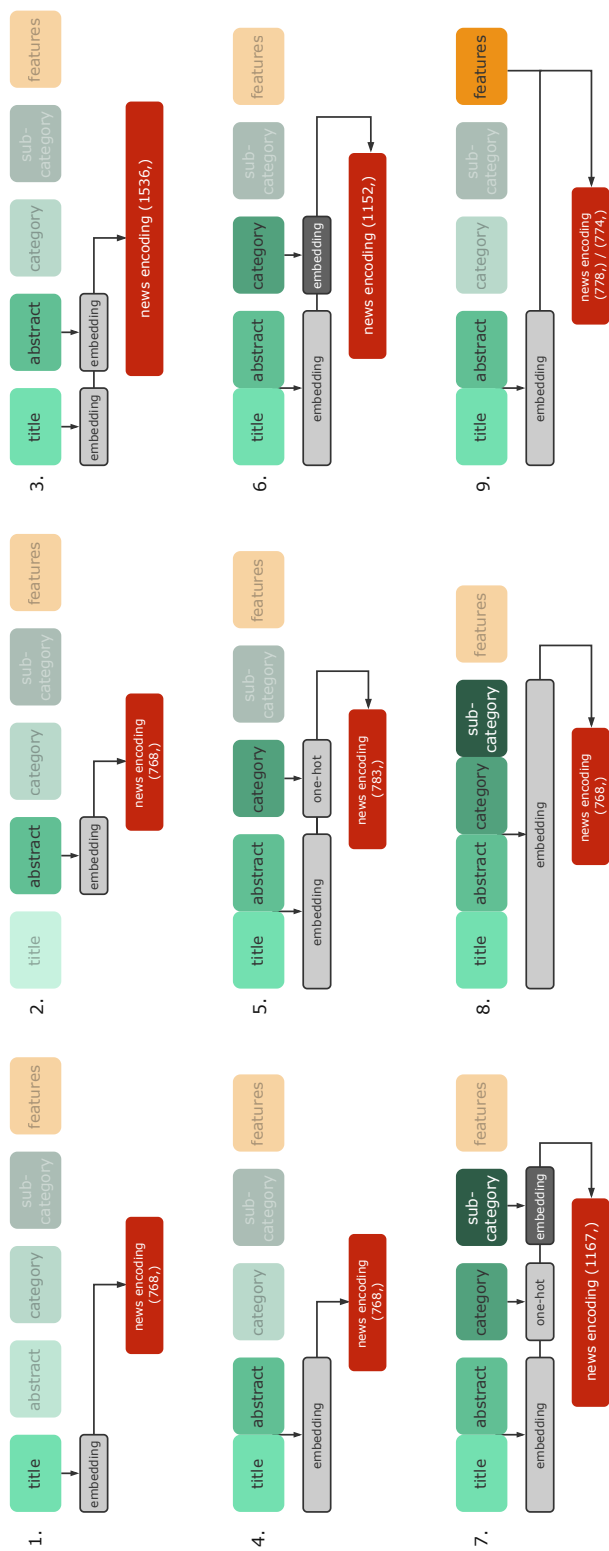 1.
title
abstract
category
sub-
category
features
embedding
news encoding
(768,)
2.
title
abstract
category
sub-
category
features
embedding
news encoding
(768,)
3.
title
abstract
category
sub-
category
features
embedding
embedding
news encoding (1536,)
4.
title
abstract
category
sub-
category
features
embedding
news encoding
(768,)
5.
title
abstract
category
sub-
category
features
embedding
one-hot
news encoding
(783,)
6.
title
abstract
category
sub-
category
features
embedding
embedding
news encoding (1152,)
7.
title
abstract
category
sub-
category
features
embedding
one-hot
embedding
news encoding (1167,)
8.
title
abstract
category
sub-
category
features
embedding
news encoding
(768,)
9.
title
abstract
category
sub-
category
features
embedding
news encoding
(778,) / (774,)